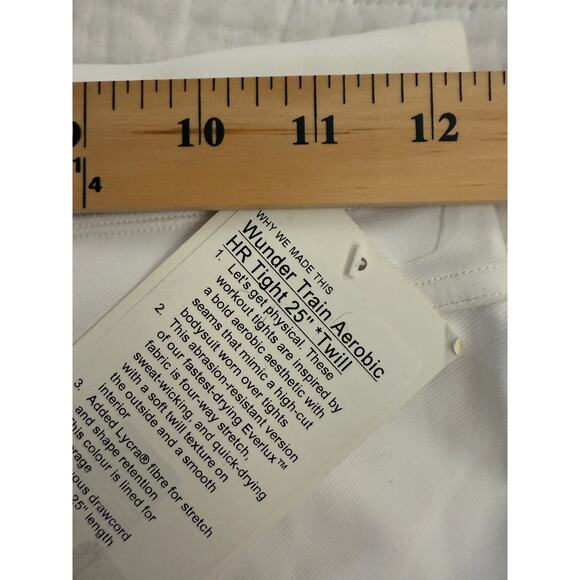 9 10 11 12
1
4
WHY WE MADE THIS
Wunder Train Aerobic
HR Tight 25" *Twill
1. Let's get physical. These
workout tights are inspired by
a bold aerobic aesthetic with
seams that mimic a high-cut
bodysuit worn over tights
2. This abrasion-resistant version
of our fastest-drying Everlux™
fabric is four-way stretch,
sweat-wicking, and quick-drying
with a soft twill texture on
the outside and a smooth
interior
3. Added Lycra® fibre for stretch
and shape retention
This colour is lined for
drawcord
25" length